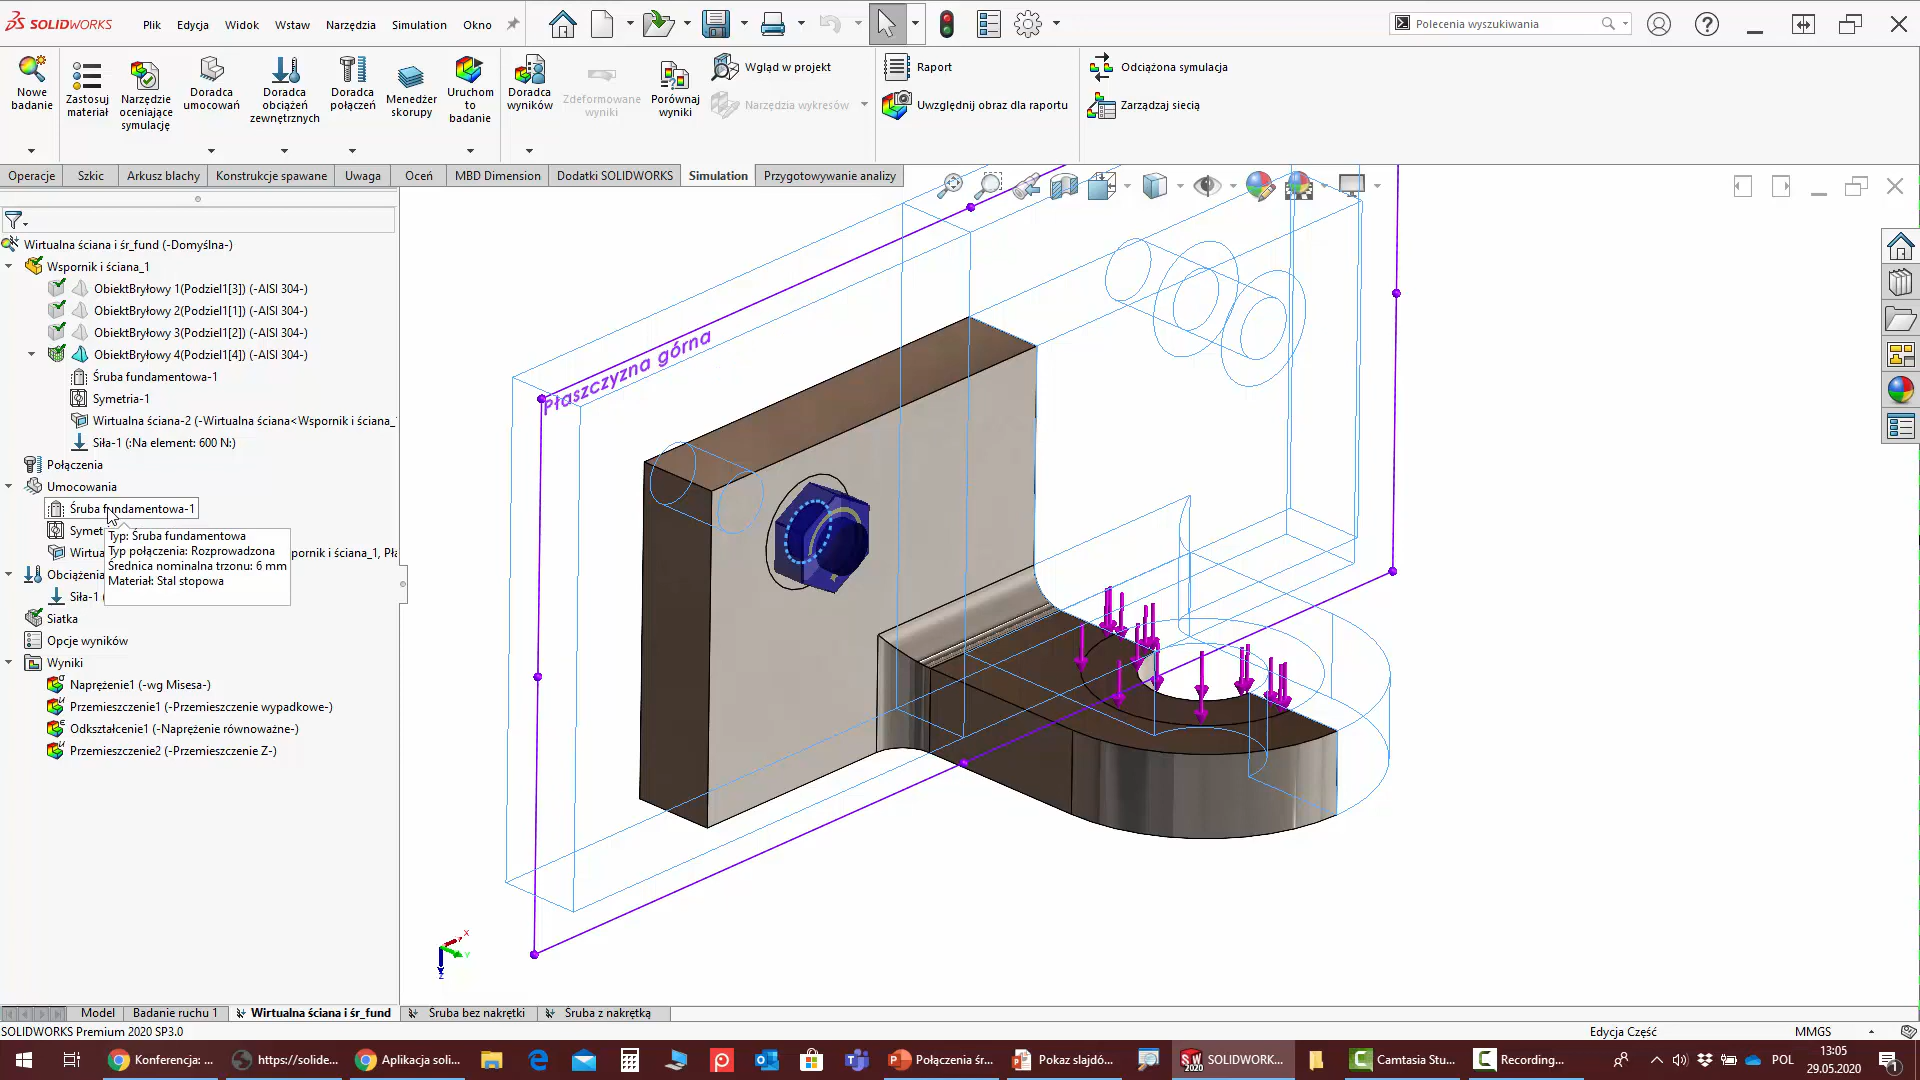 SOLIDWORKS
Plik
Edycja
Widok
Wstaw
Narzędzia
Simulation
Okno
Polecenia wyszukiwania
Nowe badanie
Zastosuj materiał
Narzędzie oceniające symulację
Doradca umocowań
Doradca obciążeń zewnętrznych
Doradca połączeń
Menedżer skorupy
Uruchom to badanie
Doradca wyników
Zdeformowane wyniki
Porównaj wyniki
Wgląd w projekt
Narzędzia wykresów
Raport
Uwzględnij obraz dla raportu
Odciążona symulacja
Zarządzaj siecią
Operacje
Szkic
Arkusz blachy
Konstrukcje spawane
Uwaga
Oceń
MBD Dimension
Dodatki SOLIDWORKS
Simulation
Przygotowywanie analizy
Wirtualna ściana i śr_fund (-Domyślna-)
Wspornik i ściana_1
ObiektBryłowy 1(Podziel1[3]) (-AISI 304-)
ObiektBryłowy 2(Podziel1[1]) (-AISI 304-)
ObiektBryłowy 3(Podziel1[2]) (-AISI 304-)
ObiektBryłowy 4(Podziel1[4]) (-AISI 304-)
Śruba fundamentowa-1
Symetria-1
Wirtualna ściana-2 (-Wirtualna ściana<Wspornik i ściana_
Siła-1 (:Na element: 600 N:)
Połączenia
Umocowania
Śruba fundamentowa-1
Symet
Wirtua
pornik i ściana_1, Pła
Obciążenia
Siła-1 (
Typ: Śruba fundamentowa
Typ połączenia: Rozprowadzona
Średnica nominalna trzonu: 6 mm
Materiał: Stal stopowa
Siatka
Opcje wyników
Wyniki
Naprężenie1 (-wg Misesa-)
Przemieszczenie1 (-Przemieszczenie wypadkowe-)
Odkształcenie1 (-Naprężenie równoważne-)
Przemieszczenie2 (-Przemieszczenie Z-)
Płaszczyzna górna
X
Y
Z
Model
Badanie ruchu 1
Wirtualna ściana i śr_fund
Śruba bez nakrętki
Śruba z nakrętką
SOLIDWORKS Premium 2020 SP3.0
Edycja Część
MMGS
Konferencja: ...
https://solide...
Aplikacja soli...
Połączenia śr...
Pokaz slajdó...
SOLIDWORK...
Camtasia Stu...
Recording...
POL
13:05
29.05.2020
1